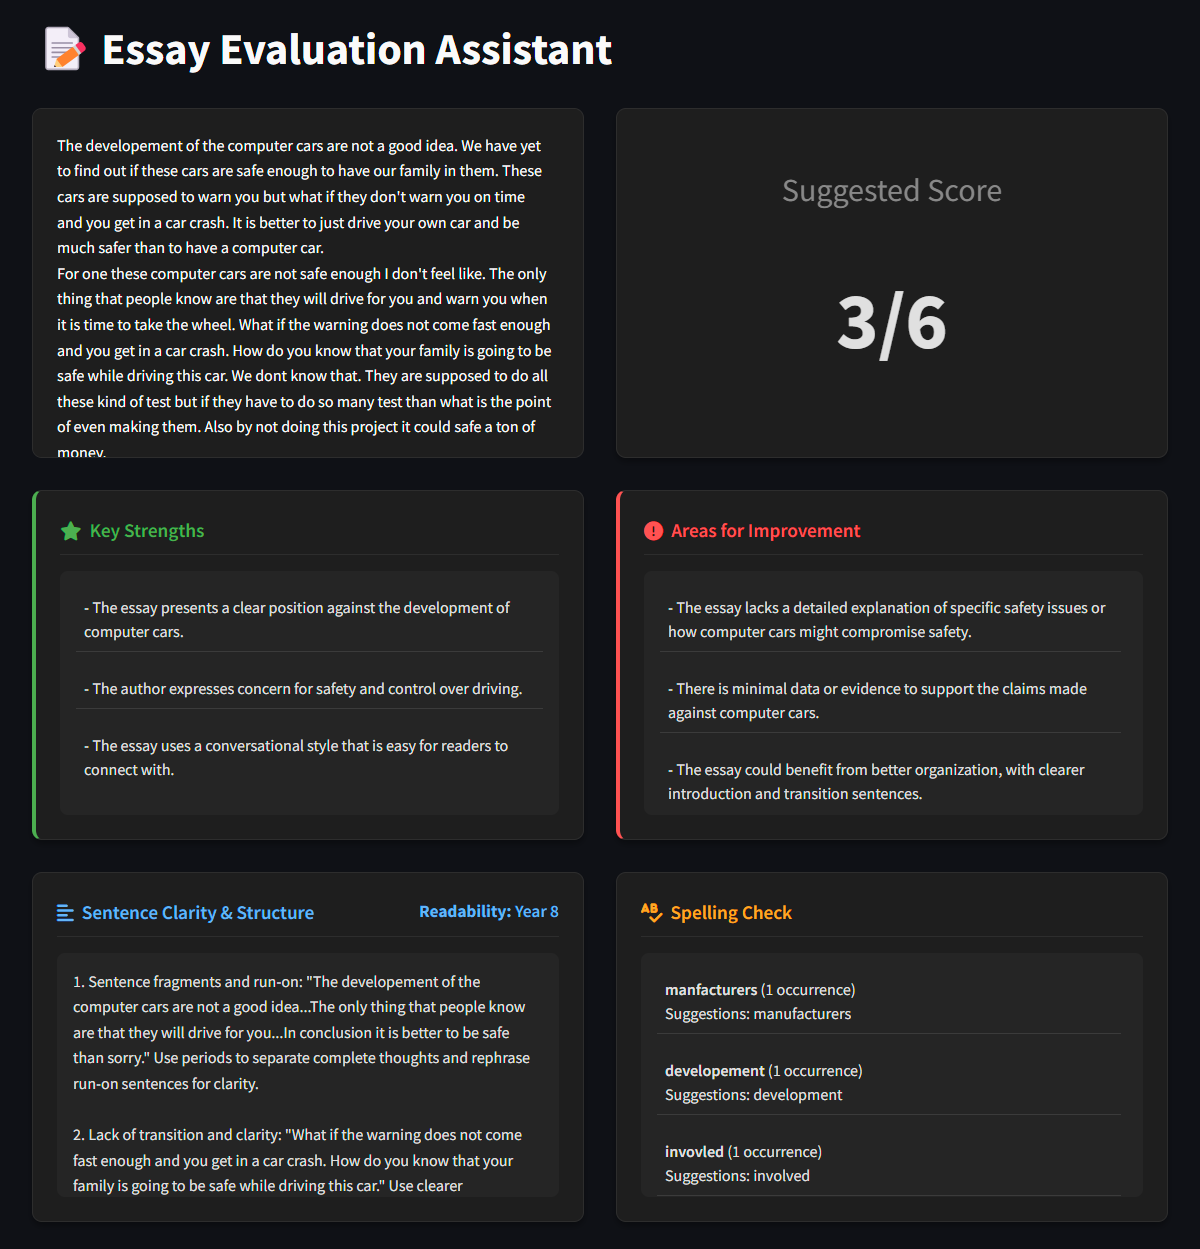 Essay Evaluation Assistant
The developement of the computer cars are not a good idea. We have yet
to find out if these cars are safe enough to have our family in them. These
cars are supposed to warn you but what if they don't warn you on time
and you get in a car crash. It is better to just drive your own car and be
much safer than to have a computer car.
For one these computer cars are not safe enough I don't feel like. The only
thing that people know are that they will drive for you and warn you when
it is time to take the wheel. What if the warning does not come fast enough
and you get in a car crash. How do you know that your family is going to be
safe while driving this car. We dont know that. They are supposed to do all
these kind of test but if they have to do so many test than what is the point
of even making them. Also by not doing this project it could safe a ton of
money.
Suggested Score
3/6
Key Strengths
- The essay presents a clear position against the development of
computer cars.
- The author expresses concern for safety and control over driving.
- The essay uses a conversational style that is easy for readers to
connect with.
Areas for Improvement
- The essay lacks a detailed explanation of specific safety issues or
how computer cars might compromise safety.
- There is minimal data or evidence to support the claims made
against computer cars.
- The essay could benefit from better organization, with clearer
introduction and transition sentences.
Sentence Clarity & Structure
Readability: Year 8
1. Sentence fragments and run-on: "The developement of the
computer cars are not a good idea...The only thing that people know
are that they will drive for you...In conclusion it is better to be safe
than sorry." Use periods to separate complete thoughts and rephrase
run-on sentences for clarity.
2. Lack of transition and clarity: "What if the warning does not come
fast enough and you get in a car crash. How do you know that your
family is going to be safe while driving this car." Use clearer
AB
Spelling Check
manfacturers (1 occurrence)
Suggestions: manufacturers
developement (1 occurrence)
Suggestions: development
invovled (1 occurrence)
Suggestions: involved